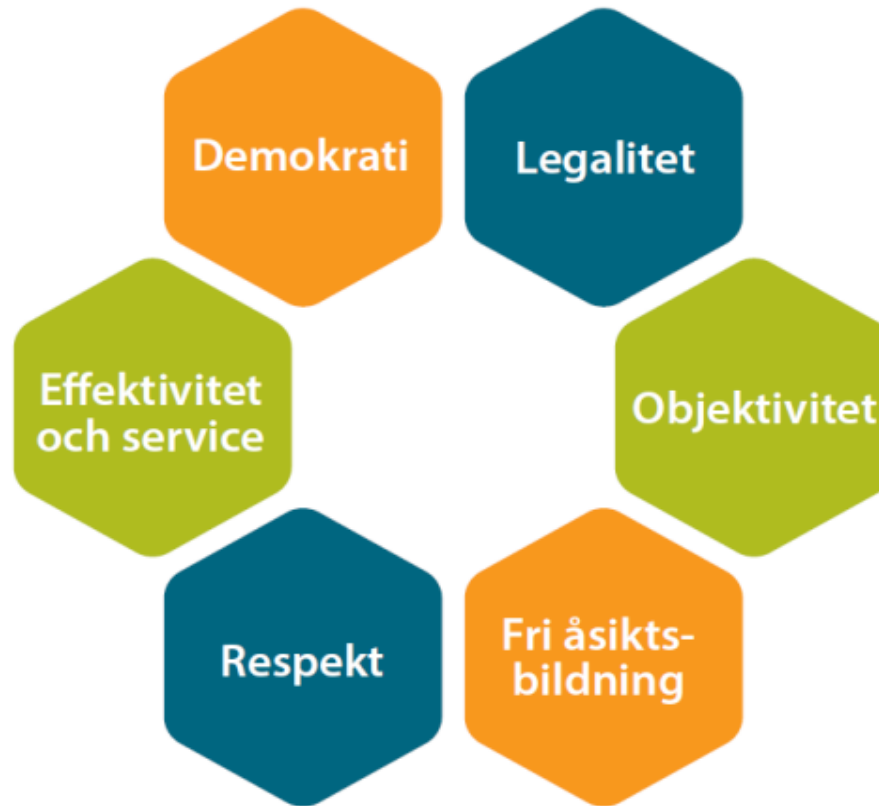 Demokrati
Legalitet
Effektivitet
och service
Objektivitet
Respekt
Fri åsikts-
bildning